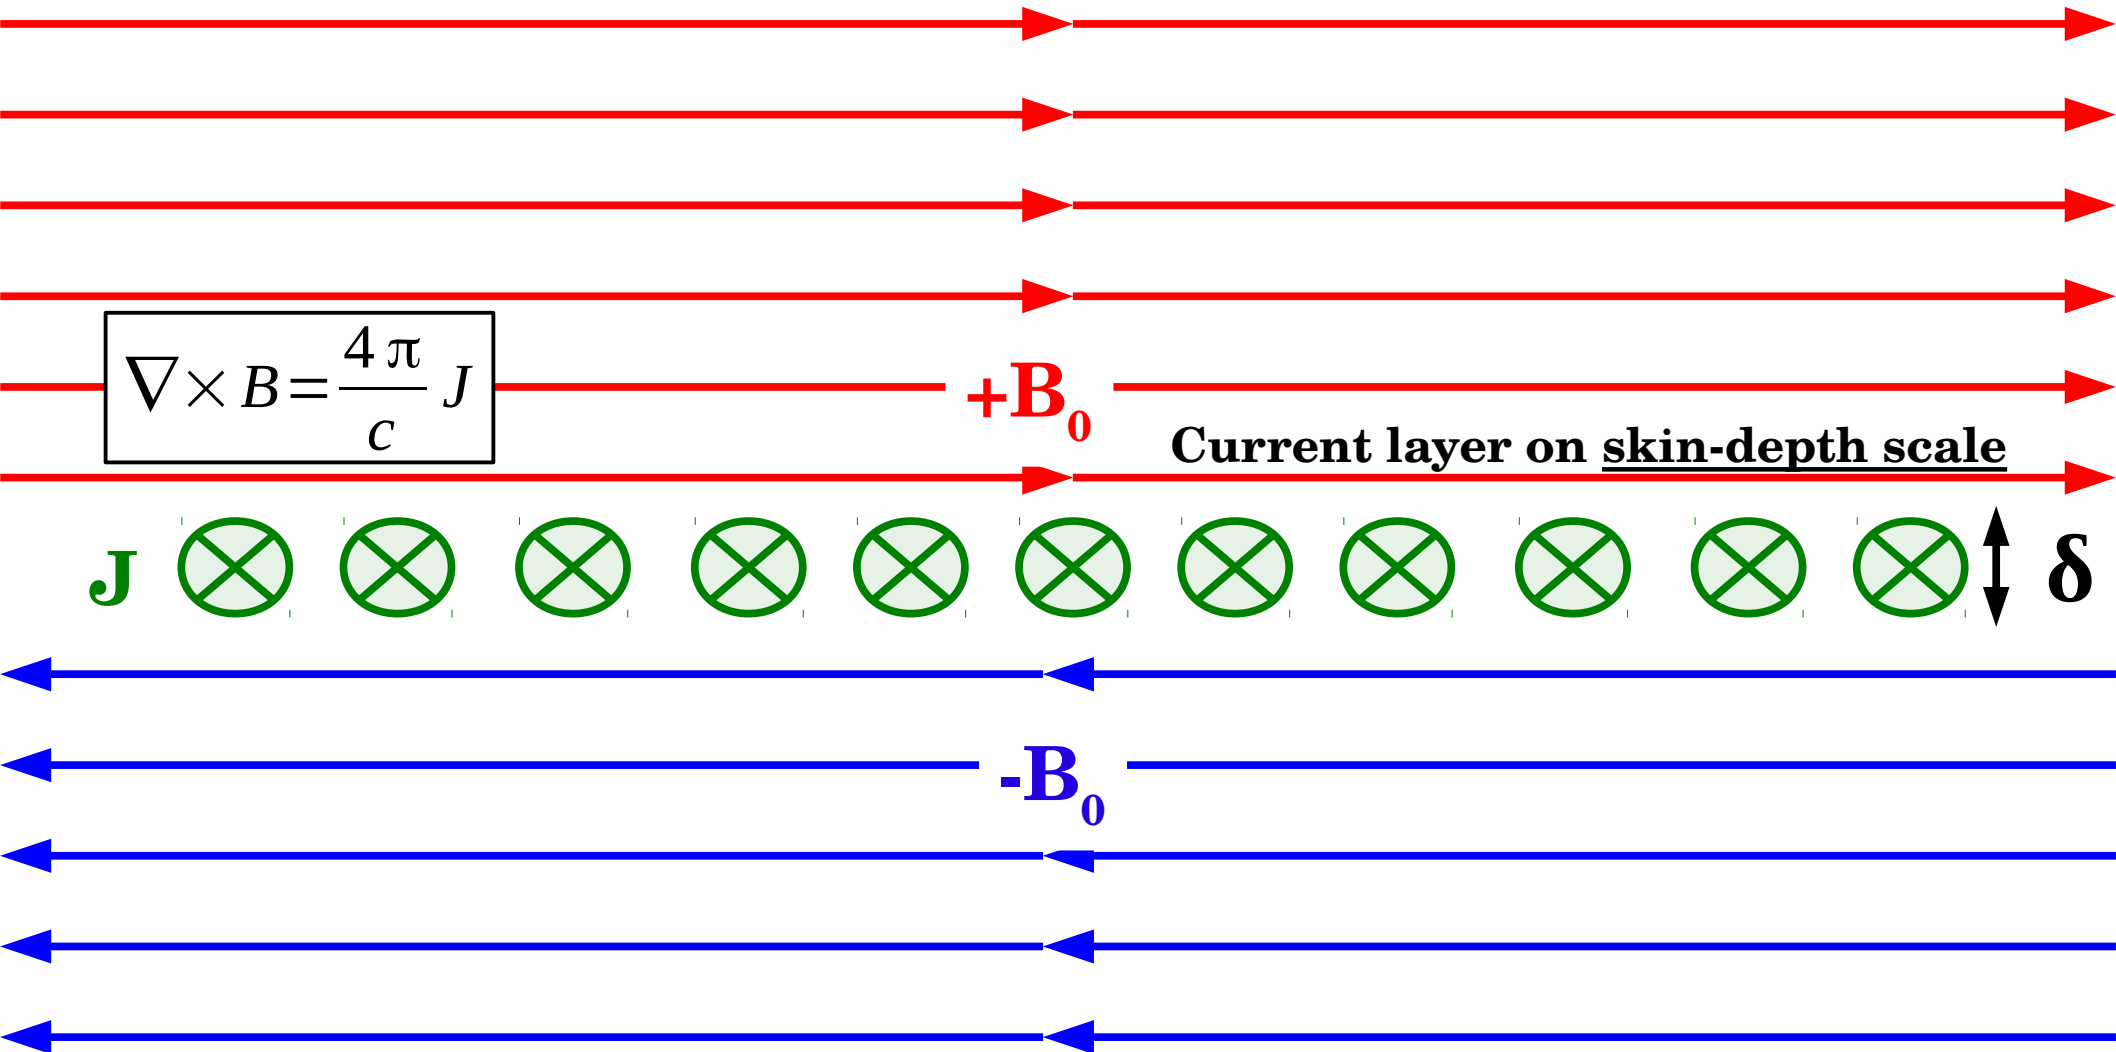 ∇×B=4π/c J
+B₀
Current layer on skin-depth scale
J
δ
-B₀